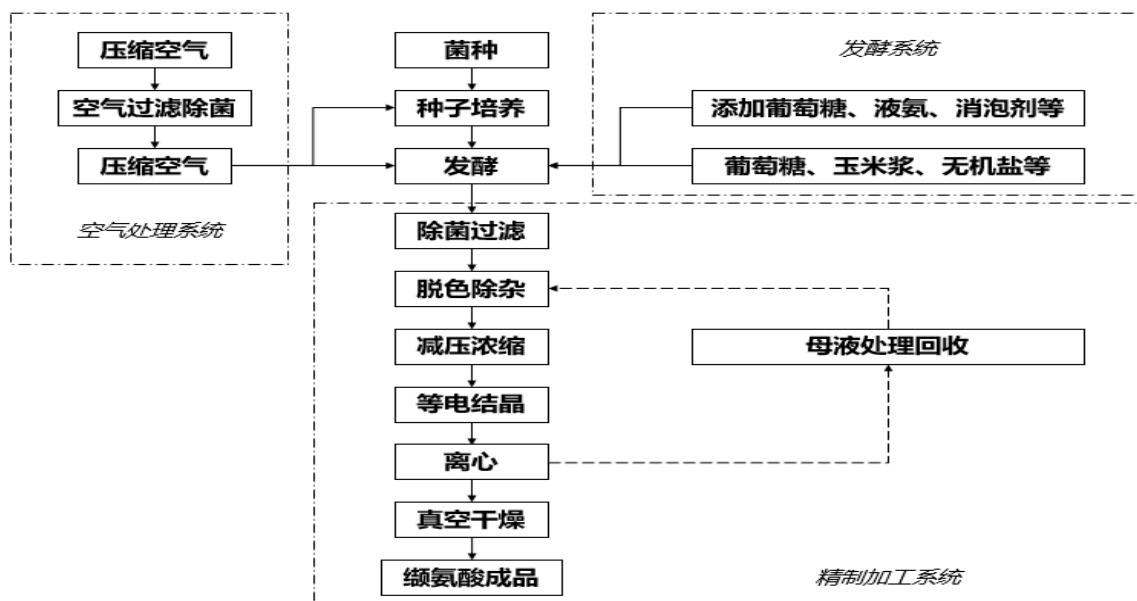 压缩空气
空气过滤除菌
压缩空气
空气处理系统
菌种
种子培养
发酵
发酵系统
添加葡萄糖、液氨、消泡剂等
葡萄糖、玉米浆、无机盐等
除菌过滤
脱色除杂
减压浓缩
等电结晶
离心
真空干燥
缬氨酸成品
母液处理回收
精制加工系统